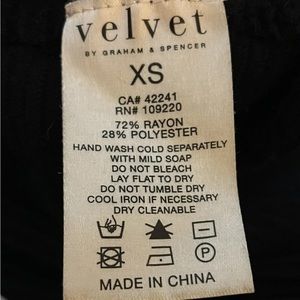 velvet
BY GRAHAM & SPENCER
XS
CA# 42241
RN# 109220
72% RAYON
28% POLYESTER
HAND WASH COLD SEPARATELY
WITH MILD SOAP
DO NOT BLEACH
LAY FLAT TO DRY
DO NOT TUMBLE DRY
COOL IRON IF NECESSARY
DRY CLEANABLE
P
MADE IN CHINA